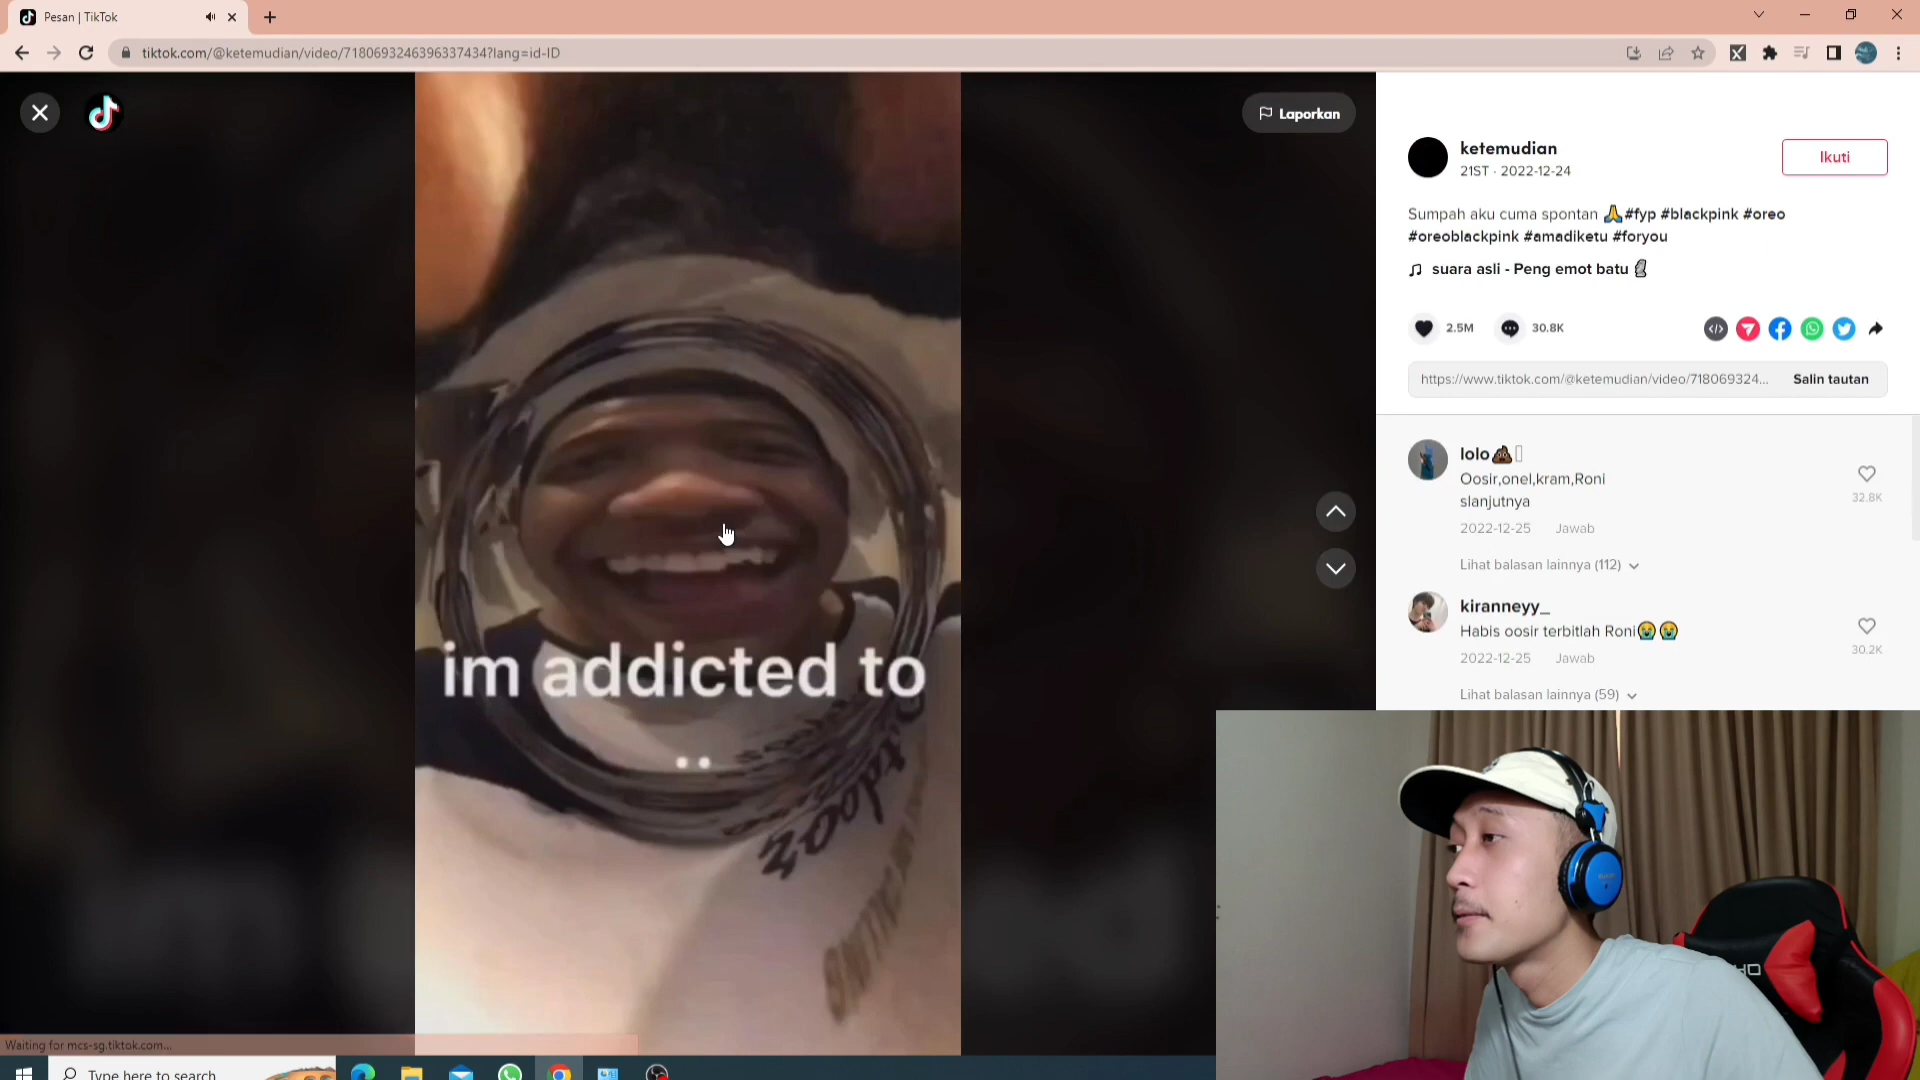 Pesan | TikTok
tiktok.com/@ketemudian/video/7180693246396337434?lang=id-ID
Laporkan
im addicted to
..
ketemudian
21ST · 2022-12-24
Ikuti
Sumpah aku cuma spontan 🙏#fyp #blackpink #oreo
#oreoblackpink #amadiketu #foryou
suara asli - Peng emot batu 🗿
2.5M
30.8K
https://www.tiktok.com/@ketemudian/video/718069324...
Salin tautan
lolo💩
Oosir,onel,kram,Roni
slanjutnya
32.8K
2022-12-25 Jawab
Lihat balasan lainnya (112)
kiranneyy_
Habis oosir terbitlah Roni😭😭
30.2K
2022-12-25 Jawab
Lihat balasan lainnya (59)
Waiting for mcs-sg.tiktok.com...
Type here to search